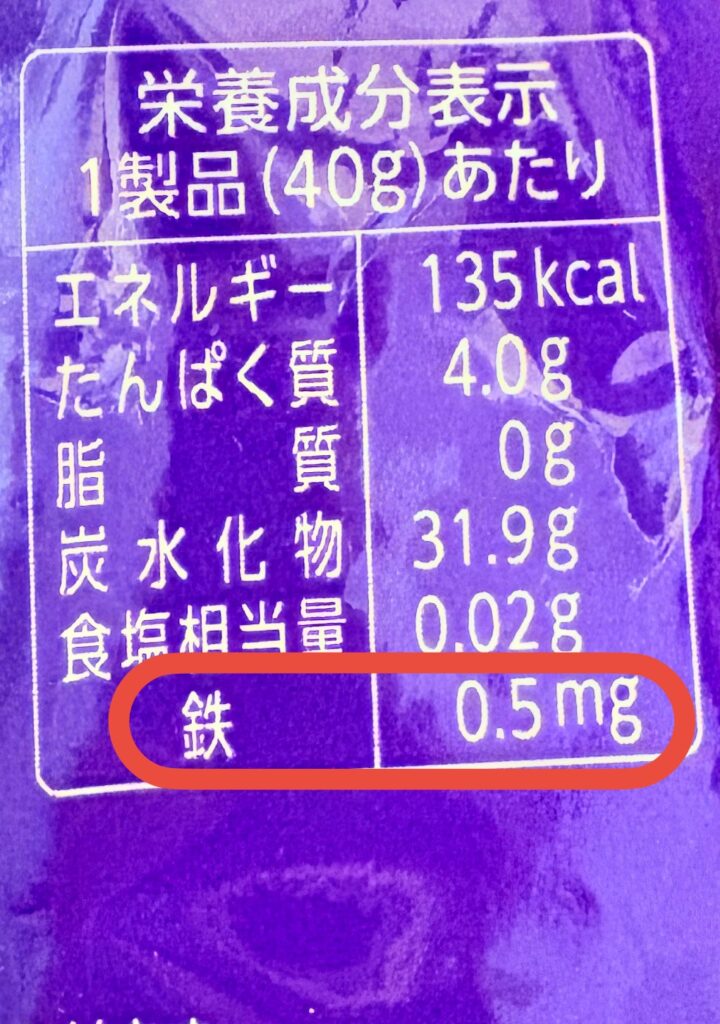 栄養成分表示
1製品(40g)あたり
エネルギー 135kcal
たんぱく質 4.0g
脂質 0g
炭水化物 31.9g
食塩相当量 0.02g
鉄 0.5mg